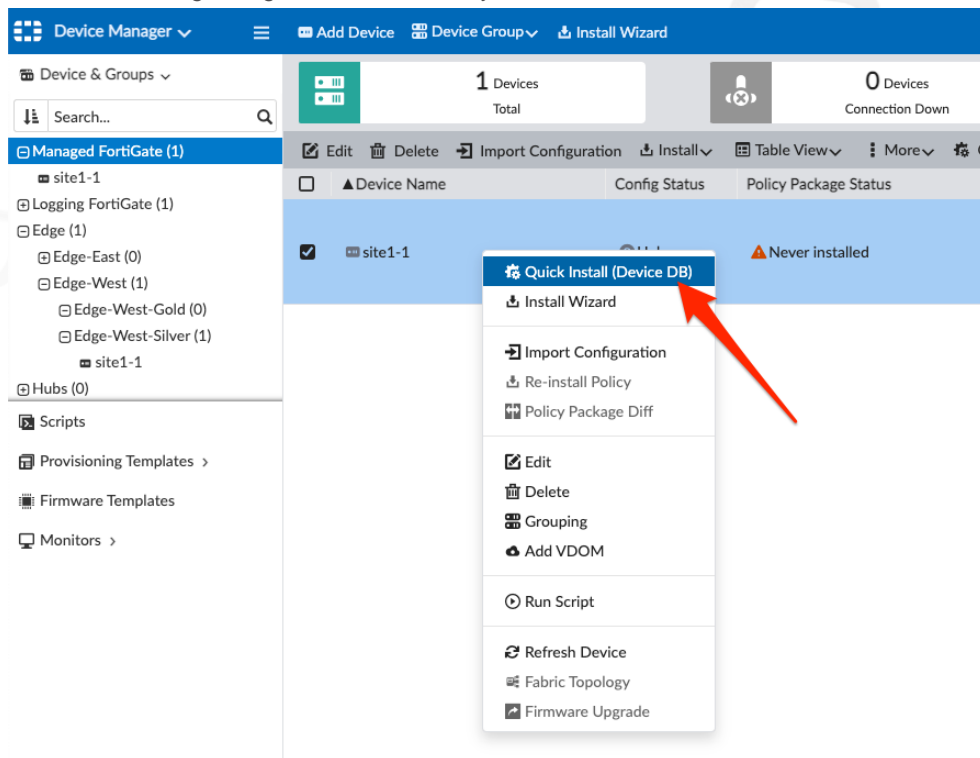 Device Manager
Add Device Device Group Install Wizard
Device & Groups
Search...
1 Devices
Total
0 Devices
Connection Down
Managed FortiGate (1)
site1-1
Logging FortiGate (1)
Edge (1)
Edge-East (0)
Edge-West (1)
Edge-West-Gold (0)
Edge-West-Silver (1)
site1-1
Hubs (0)
Scripts
Provisioning Templates
Firmware Templates
Monitors
Edit Delete Import Configuration Install Table View More
Device Name Config Status Policy Package Status
site1-1 Never installed
Quick Install (Device DB)
Install Wizard
Import Configuration
Re-install Policy
Policy Package Diff
Edit
Delete
Grouping
Add VDOM
Run Script
Refresh Device
Fabric Topology
Firmware Upgrade